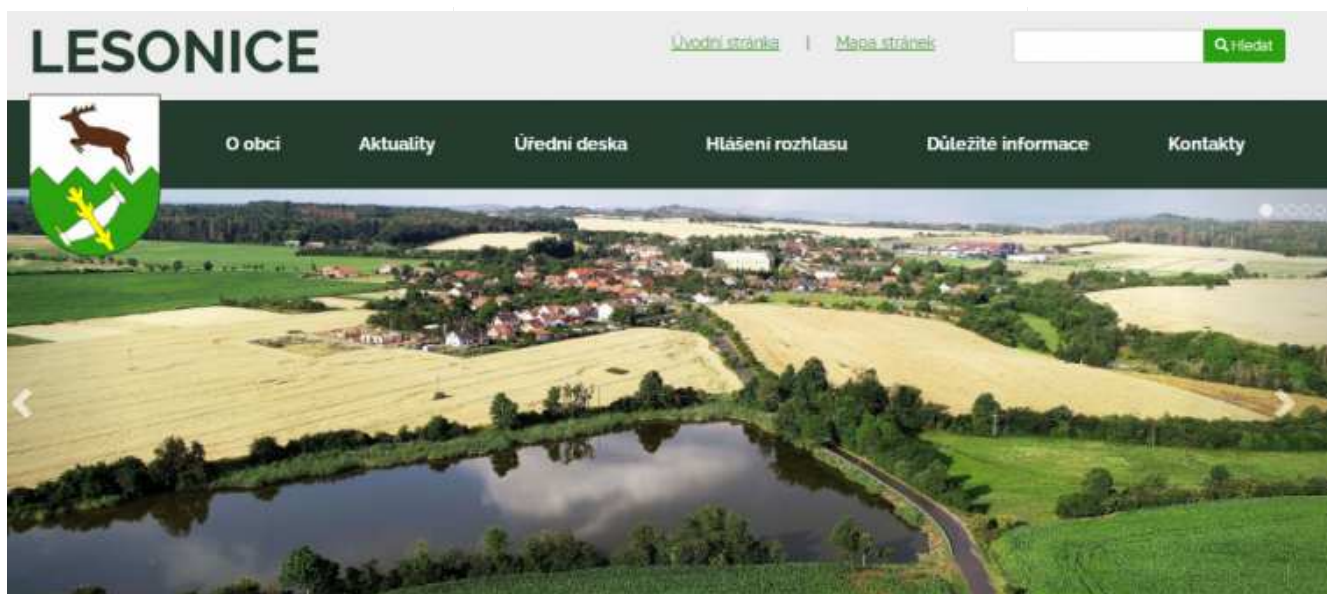 LESONICE
Úvodní stránka | Mapa stránek
Hledat
O obci Aktuality Úřední deska Hlášení rozhlasu Důležité informace Kontakty